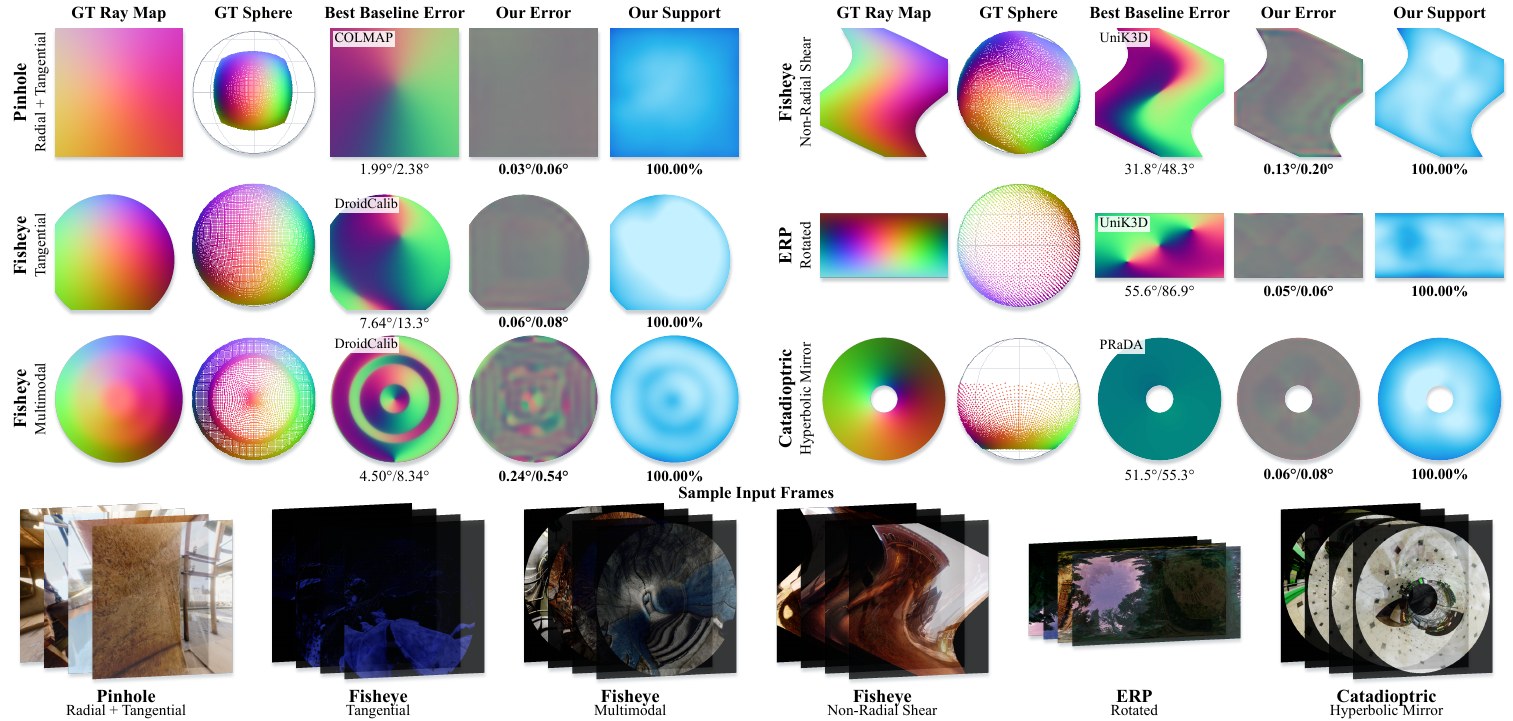 GT Ray Map GT Sphere Best Baseline Error Our Error Our Support
Pinhole
Radial + Tangential
COLMAP
1.99°/2.38° 0.03°/0.06° 100.00%
Fisheye
Tangential
DroidCalib
7.64°/13.3° 0.06°/0.08° 100.00%
Fisheye
Multimodal
DroidCalib
4.50°/8.34° 0.24°/0.54° 100.00%
GT Ray Map GT Sphere Best Baseline Error Our Error Our Support
Fisheye
Non-Radial Shear
UniK3D
31.8°/48.3° 0.13°/0.20° 100.00%
ERP
Rotated
UniK3D
55.6°/86.9° 0.05°/0.06° 100.00%
Catadioptric
Hyperbolic Mirror
PRaDA
51.5°/55.3° 0.06°/0.08° 100.00%
Sample Input Frames
Pinhole
Radial + Tangential
Fisheye
Tangential
Fisheye
Multimodal
Fisheye
Non-Radial Shear
ERP
Rotated
Catadioptric
Hyperbolic Mirror